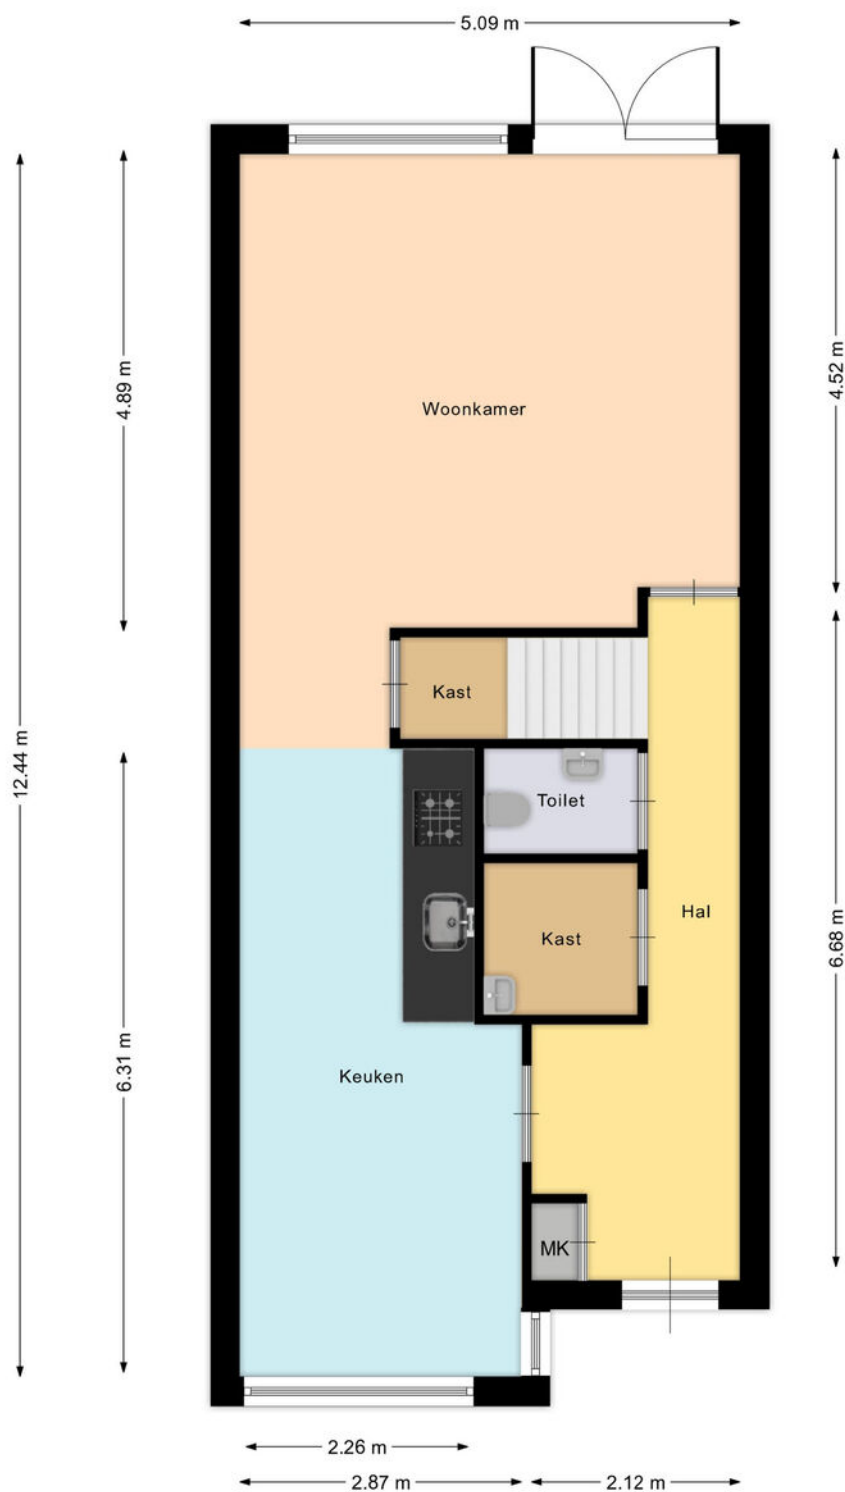 5.09 m
4.89 m
4.52 m
Woonkamer
Kast
12.44 m
Toilet
Hal
Kast
6.68 m
6.31 m
Keuken
MK
2.26 m
2.87 m
2.12 m